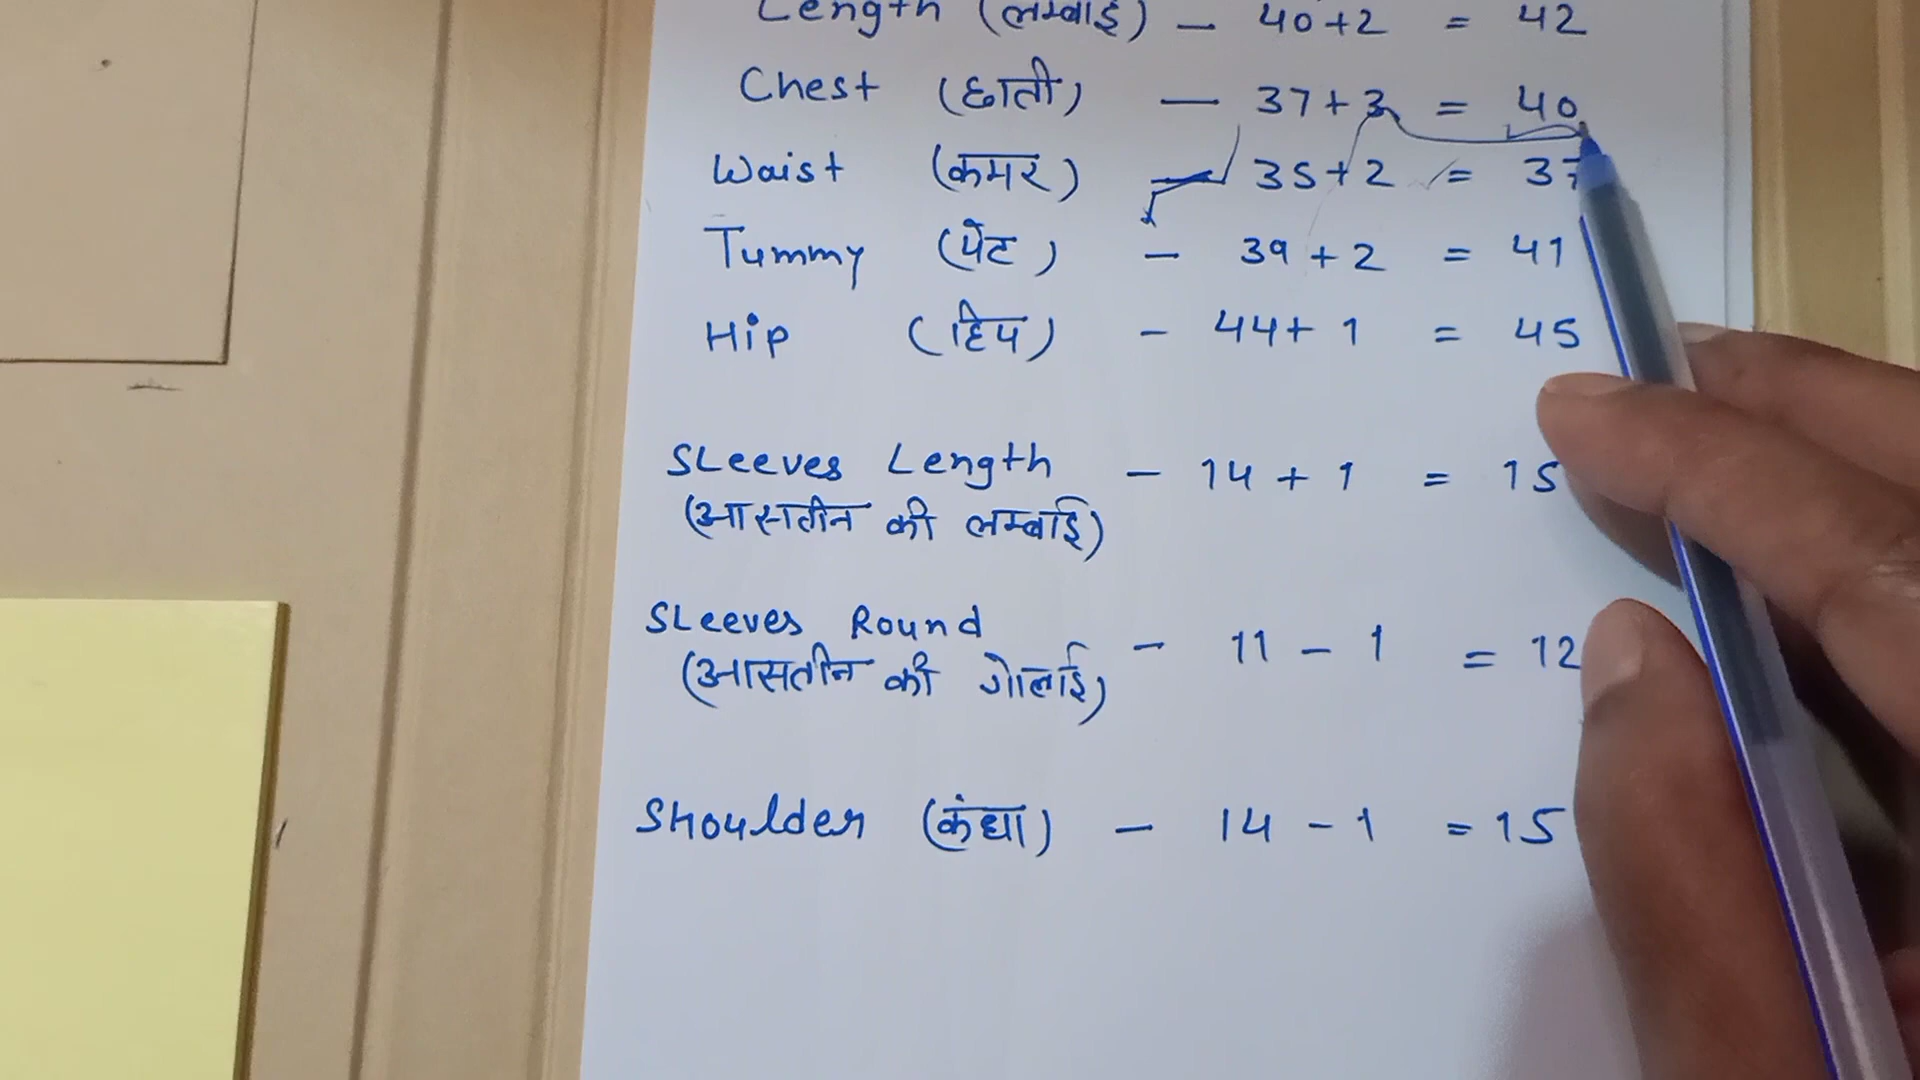 Length (लम्बाई) - 40+2 = 42
Chest (छाती) - 37+3 = 40
Waist (कमर) - 35+2 = 37
Tummy (पेंट) - 39+2 = 41
Hip (हिप) - 44+1 = 45
Sleeves Length - 14+1 = 15
(आसतीन की लम्बाई)
Sleeves Round - 11-1 = 12
(आसतीन की गोलाई)
Shoulder (कंधा) - 14-1 = 15